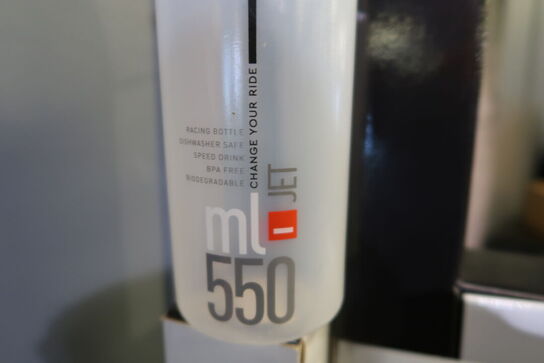 RACING BOTTLE
DISHWASHER SAFE
SPEED DRINK
BPA FREE
BIODEGRADABLE
CHANGE YOUR RIDE
JET
ml
550